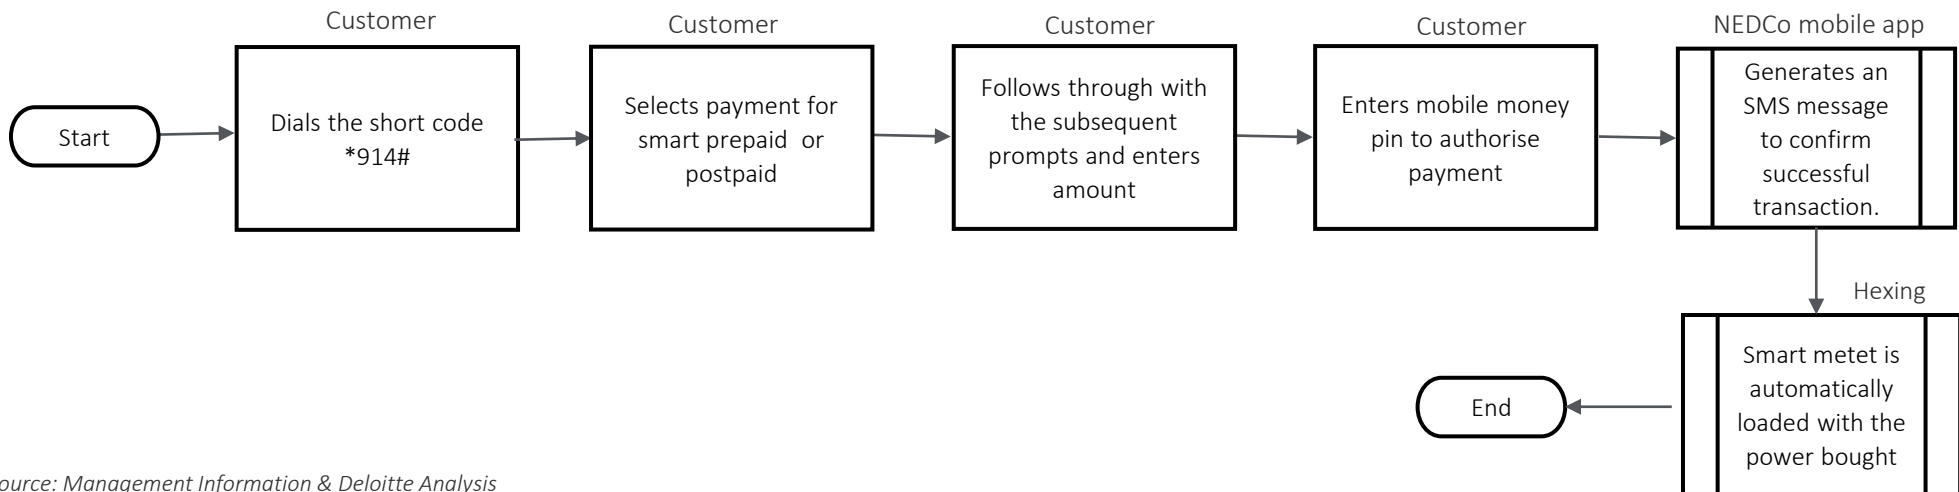 Customer
Customer
Customer
Customer
NEDCo mobile app
Start
Dials the short code
*914#
Selects payment for
smart prepaid or
postpaid
Follows through with
the subsequent
prompts and enters
amount
Enters mobile money
pin to authorise
payment
Generates an
SMS message
to confirm
successful
transaction.
Hexing
Smart metet is
automatically
loaded with the
power bought
End
ource: Management Information & Deloitte Analysis